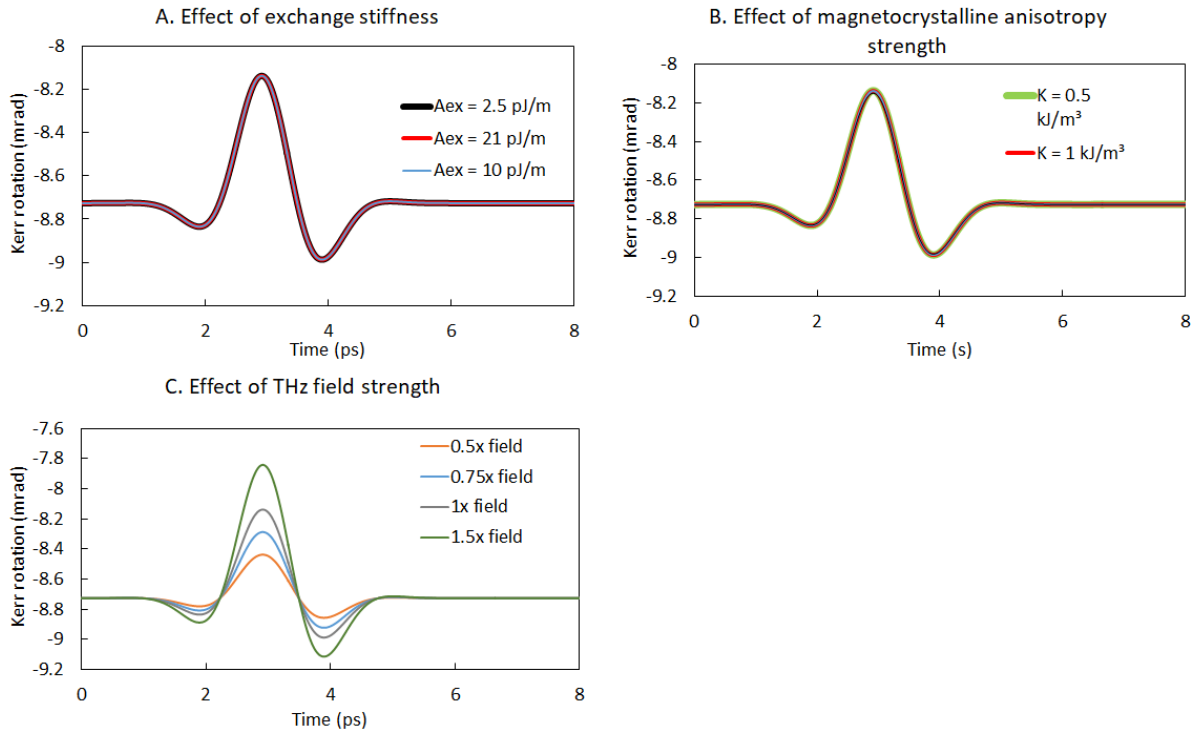 A. Effect of exchange stiffness
-8
-8.2
-8.4
-8.6
-8.8
-9
-9.2
Kerr rotation (mrad)
Aex = 2.5 pJ/m
Aex = 21 pJ/m
Aex = 10 pJ/m
0 2 4 6 8
Time (ps)
B. Effect of magnetocrystalline anisotropy
strength
-8
-8.2
-8.4
-8.6
-8.8
-9
-9.2
Kerr rotation (mrad)
K = 0.5
kJ/m³
K = 1 kJ/m³
0 2 4 6 8
Time (s)
C. Effect of THz field strength
-7.6
-7.8
-8
-8.2
-8.4
-8.6
-8.8
-9
-9.2
Kerr rotation (mrad)
0.5x field
0.75x field
1x field
1.5x field
0 2 4 6 8
Time (ps)